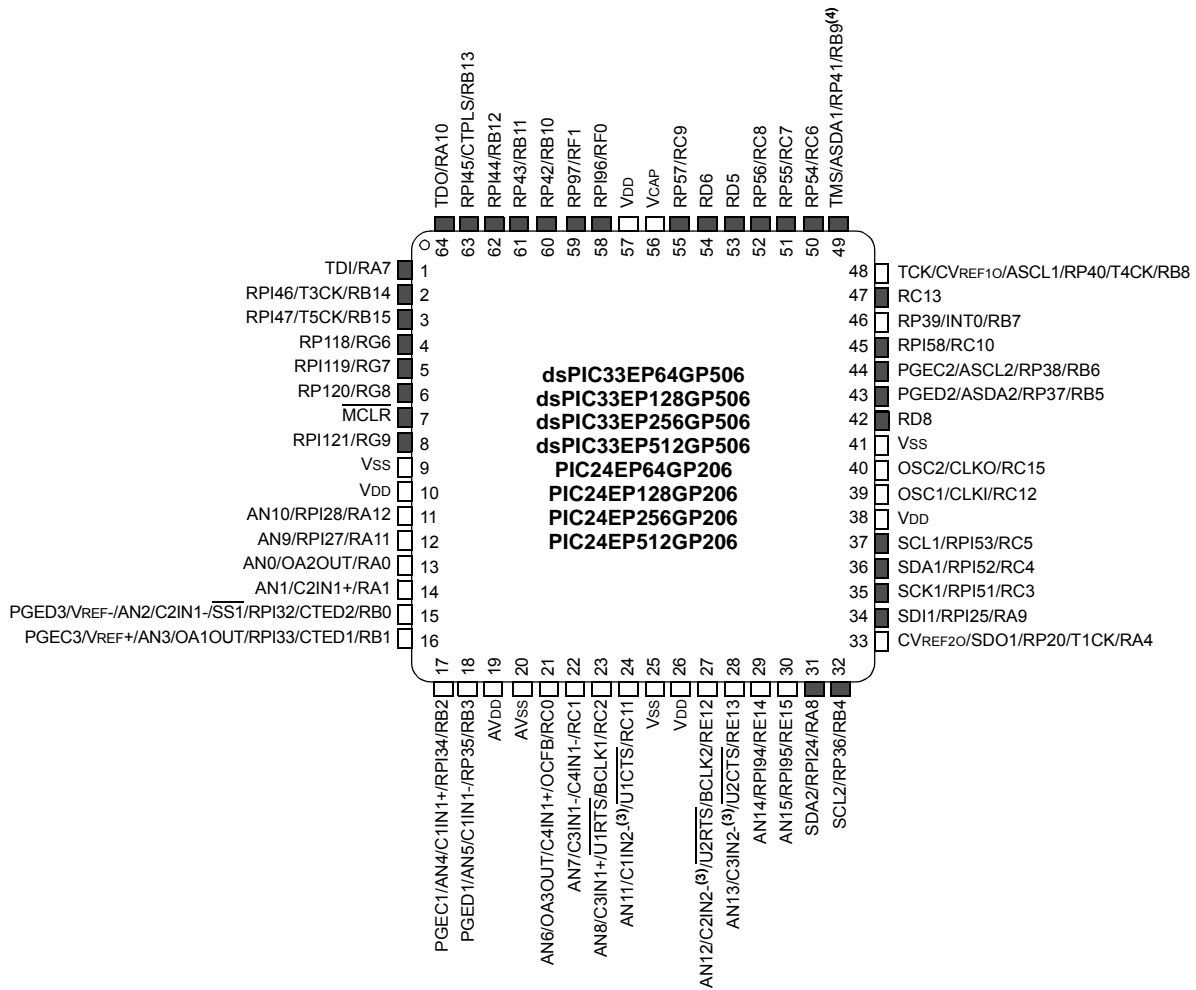 TDO/RA10
RPI45/CTPLS/RB13
RPI44/RB12
RP43/RB11
RP42/RB10
RP97/RF1
RPI96/RF0
VDD
VCAP
RP57/RC9
RD6
RD5
RP56/RC8
RP55/RC7
RP54/RC6
TMS/ASDA1/RP41/RB9(4)
64
63
62
61
60
59
58
57
56
55
54
53
52
51
50
49
TDI/RA7 1
RPI46/T3CK/RB14 2
RPI47/T5CK/RB15 3
RP118/RG6 4
RPI119/RG7 5
RP120/RG8 6
MCLR 7
RPI121/RG9 8
VSS 9
VDD 10
AN10/RPI28/RA12 11
AN9/RPI27/RA11 12
AN0/OA2OUT/RA0 13
AN1/C2IN1+/RA1 14
PGED3/VREF-/AN2/C2IN1-/SS1/RPI32/CTED2/RB0 15
PGEC3/VREF+/AN3/OA1OUT/RPI33/CTED1/RB1 16
dsPIC33EP64GP506
dsPIC33EP128GP506
dsPIC33EP256GP506
dsPIC33EP512GP506
PIC24EP64GP206
PIC24EP128GP206
PIC24EP256GP206
PIC24EP512GP206
48 TCK/CVREF1O/ASCL1/RP40/T4CK/RB8
47 RC13
46 RP39/INT0/RB7
45 RPI58/RC10
44 PGEC2/ASCL2/RP38/RB6
43 PGED2/ASDA2/RP37/RB5
42 RD8
41 VSS
40 OSC2/CLKO/RC15
39 OSC1/CLKI/RC12
38 VDD
37 SCL1/RPI53/RC5
36 SDA1/RPI52/RC4
35 SCK1/RPI51/RC3
34 SDI1/RPI25/RA9
33 CVREF2O/SDO1/RP20/T1CK/RA4
17
18
19
20
21
22
23
24
25
26
27
28
29
30
31
32
PGEC1/AN4/C1IN1+/RPI34/RB2
PGED1/AN5/C1IN1-/RP35/RB3
AVDD
AVSS
AN6/OA3OUT/C4IN1+/OCFB/RC0
AN7/C3IN1-/C4IN1-/RC1
AN8/C3IN1+/U1RTS/BCLK1/RC2
AN11/C1IN2-(3)/U1CTS/RC11
VSS
VDD
AN12/C2IN2-(3)/U2RTS/BCLK2/RE12
AN13/C3IN2-(3)/U2CTS/RE13
AN14/RPI94/RE14
AN15/RPI95/RE15
SDA2/RPI24/RA8
SCL2/RP36/RB4